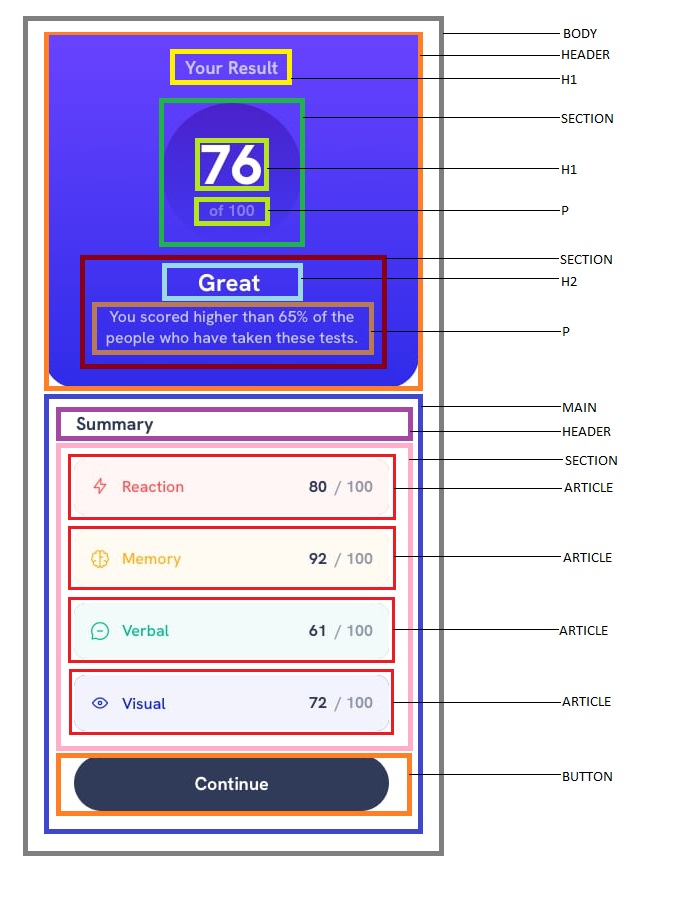 BODY
HEADER
Your Result
H1
SECTION
76
H1
of 100
P
SECTION
Great
H2
You scored higher than 65% of the
people who have taken these tests.
P
MAIN
Summary
HEADER
SECTION
Reaction 80 / 100
ARTICLE
Memory 92 / 100
ARTICLE
Verbal 61 / 100
ARTICLE
Visual 72 / 100
ARTICLE
Continue
BUTTON